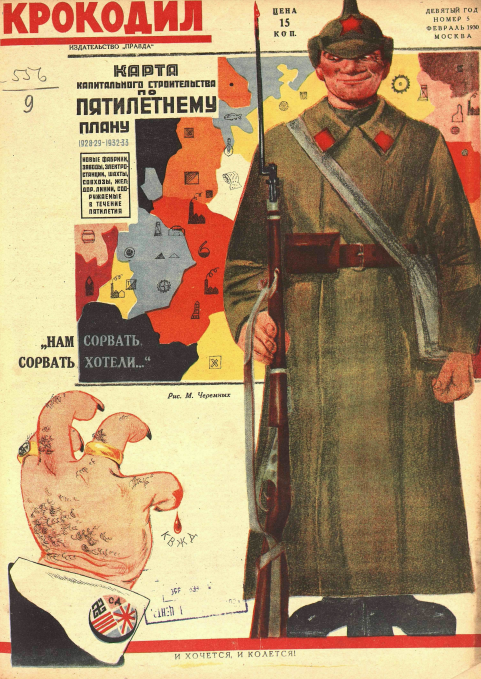 КРОКОДИЛ
ИЗДАТЕЛЬСТВО „ПРАВДА“
ЦЕНА
15
КОП.
ДЕВЯТЫЙ ГОД
НОМЕР 5
ФЕВРАЛЬ 1930
МОСКВА
556
9
КАРТА
КАПИТАЛЬНОГО СТРОИТЕЛЬСТВА
ПО
ПЯТИЛЕТНЕМУ
ПЛАНУ
1928-29-1932-33
НОВЫЕ ФАБРИКИ,
ЗАВОДЫ, ЭЛЕКТРО-
СТАНЦИИ, ШАХТЫ,
СОВХОЗЫ, ЖЕЛ.
ДОР. ЛИНИИ, СОО-
РУЖАЕМЫЕ
В ТЕЧЕНИЕ
ПЯТИЛЕТИЯ
„НАМ СОРВАТЬ,
СОРВАТЬ ХОТЕЛИ...“
Рис. М. Черемных
КВЖД
И ХОЧЕТСЯ, И КОЛЕТСЯ!